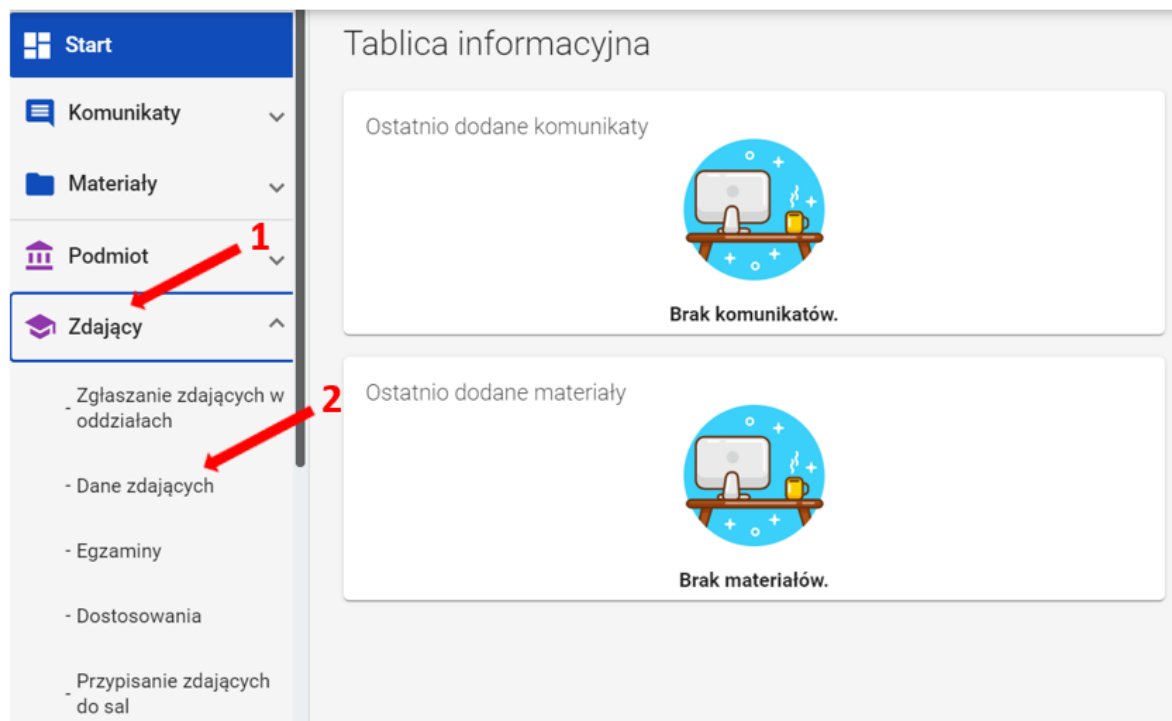 Start
Komunikaty
Materiały
Podmiot
1
Zdający
- Zgłaszanie zdających w
oddziałach
2
- Dane zdających
- Egzaminy
- Dostosowania
- Przypisanie zdających
do sal
Tablica informacyjna
Ostatnio dodane komunikaty
Brak komunikatów.
Ostatnio dodane materiały
Brak materiałów.